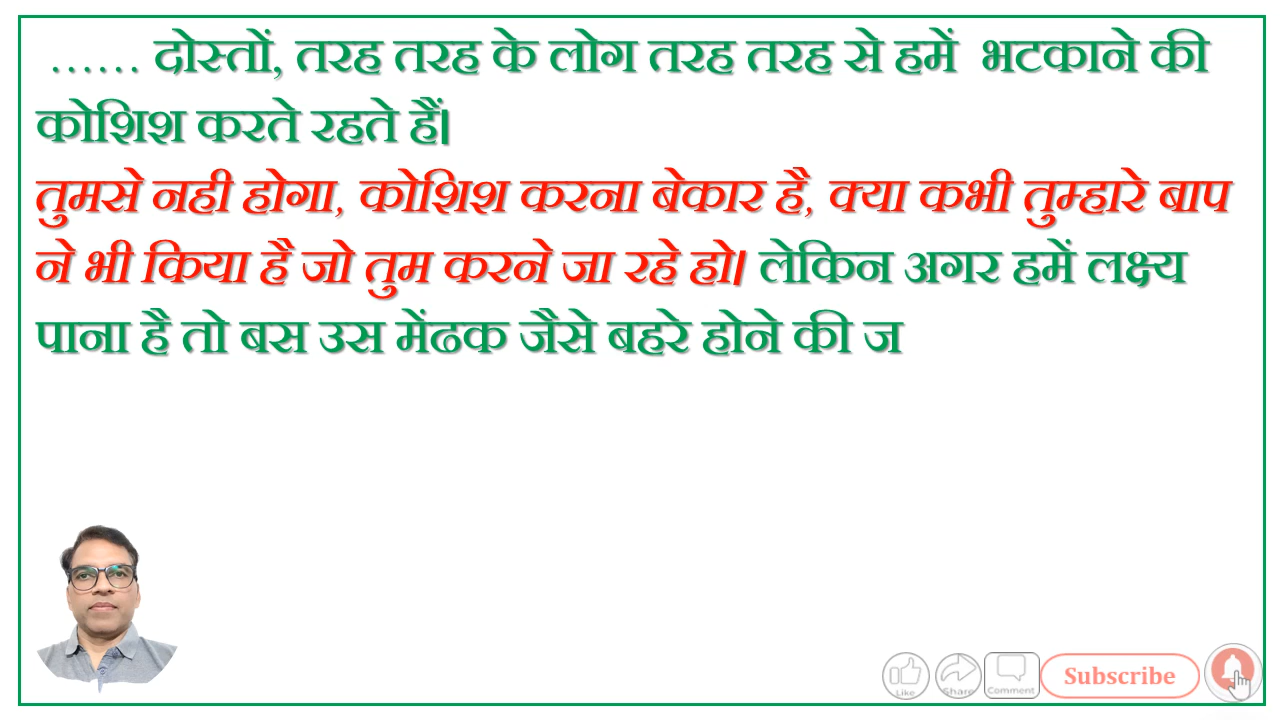 ...... दोस्तों, तरह तरह के लोग तरह तरह से हमें भटकाने की
कोशिश करते रहते हैं।
तुमसे नही होगा, कोशिश करना बेकार है, क्या कभी तुम्हारे बाप
ने भी किया है जो तुम करने जा रहे हो। लेकिन अगर हमें लक्ष्य
पाना है तो बस उस मेंढक जैसे बहरे होने की ज
Like Share Comment Subscribe